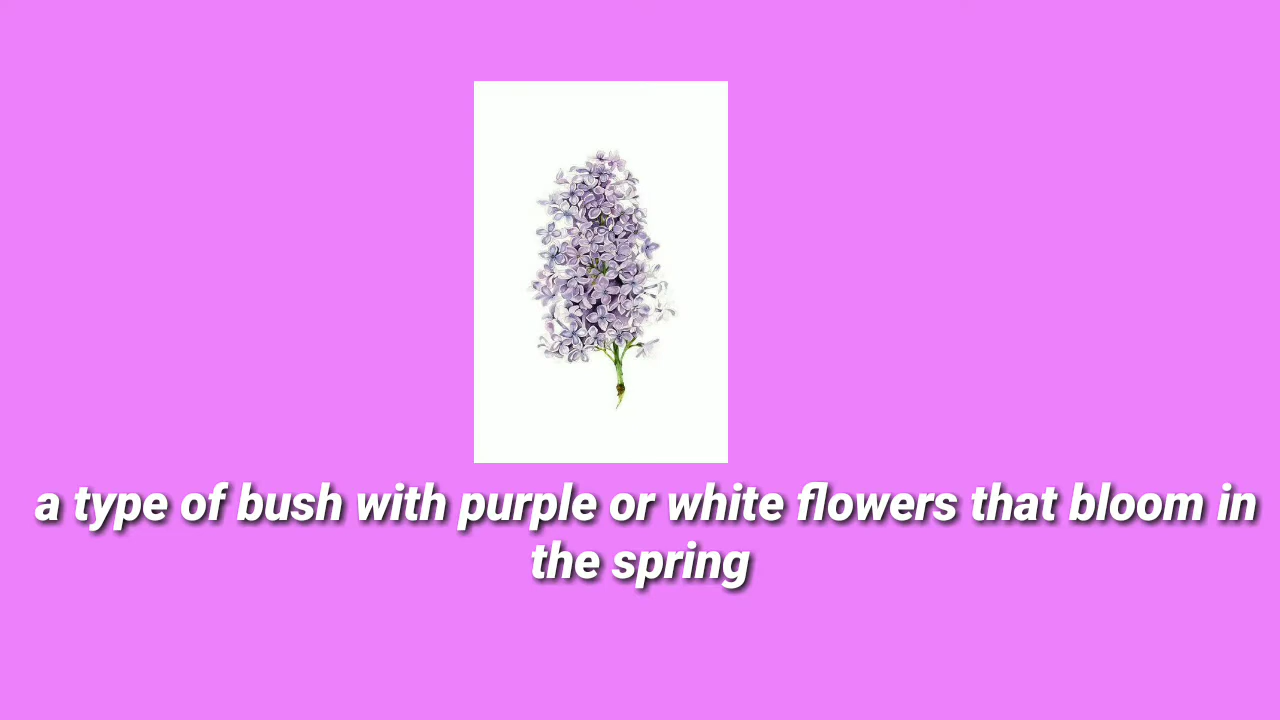 a type of bush with purple or white flowers that bloom in
the spring